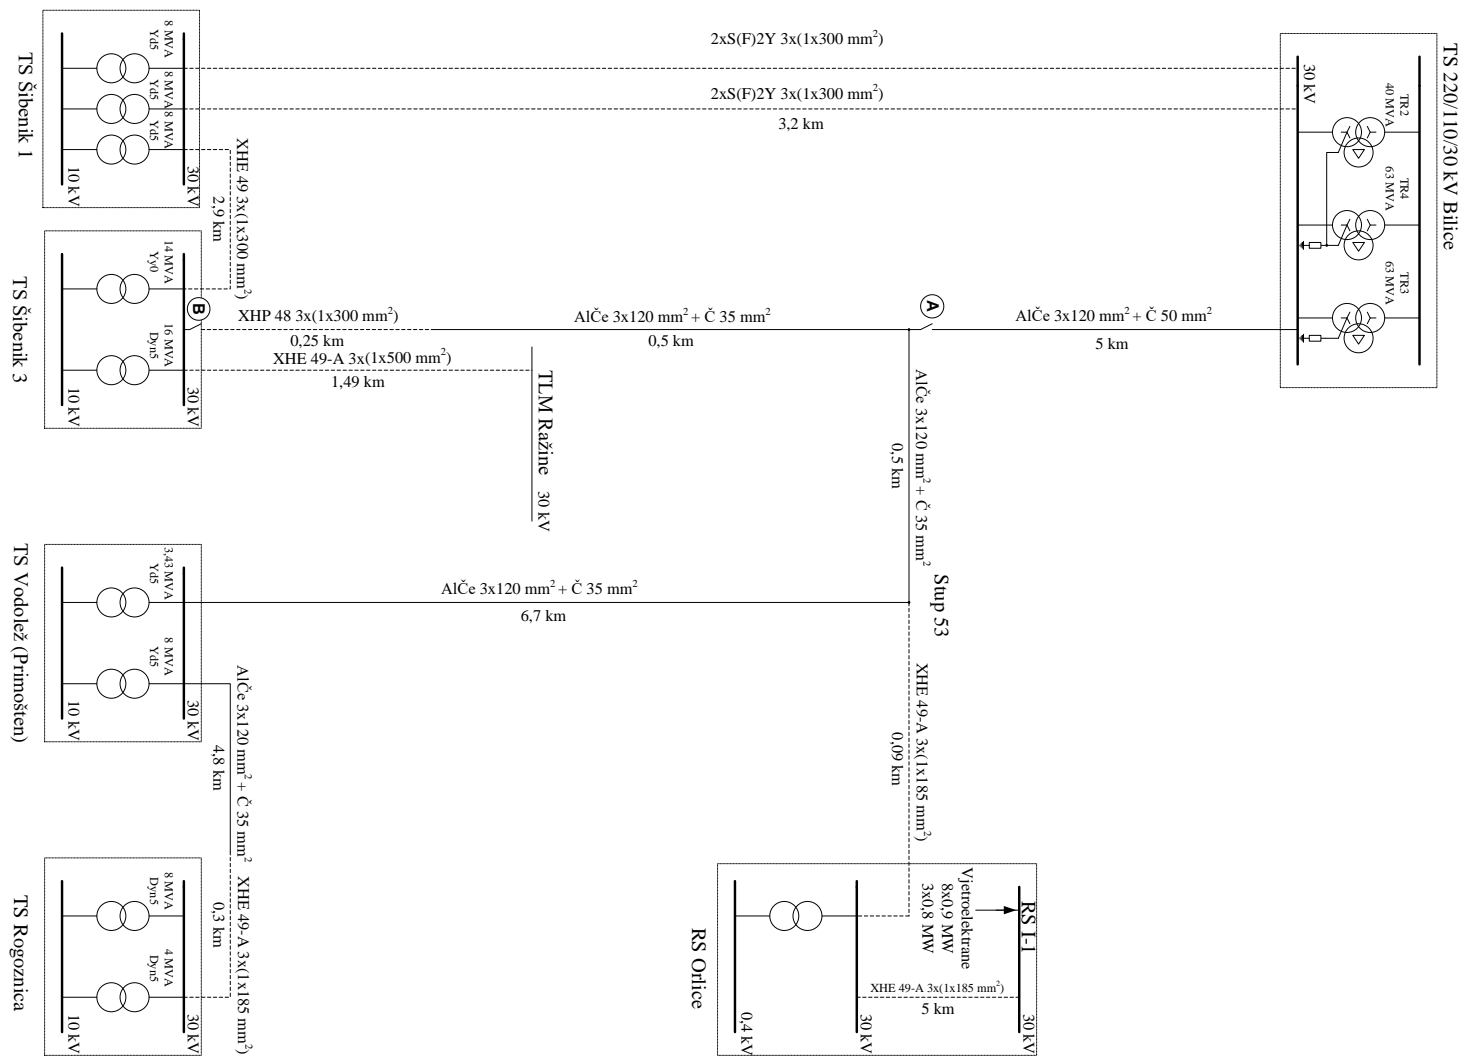 2xS(F)2Y 3x(1x300 mm²)
2xS(F)2Y 3x(1x300 mm²)
3,2 km
TS Šibenik 1
8 MVA
Yd5
8 MVA
Yd5
8 MVA
Yd5
10 kV
30 kV
XHE 49 3x(1x300 mm²)
2,9 km
TS 220/110/30 kV Bilice
30 kV
TR2
40 MVA
TR4
63 MVA
TR3
63 MVA
TS Šibenik 3
14 MVA
Yy0
16 MVA
Dyn5
10 kV
30 kV
B
XHP 48 3x(1x300 mm²)
0,25 km
XHE 49-A 3x(1x500 mm²)
1,49 km
AlČe 3x120 mm² + Č 35 mm²
0,5 km
A
AlČe 3x120 mm² + Č 50 mm²
5 km
TLM Ražine 30 kV
AlČe 3x120 mm² + Č 35 mm²
0,5 km
Stup 53
TS Vodolež (Primošten)
3,43 MVA
Yd5
8 MVA
Yd5
10 kV
30 kV
AlČe 3x120 mm² + Č 35 mm²
6,7 km
AlČe 3x120 mm² + Č 35 mm²
4,8 km
XHE 49-A 3x(1x185 mm²)
0,3 km
XHE 49-A 3x(1x185 mm²)
0,09 km
TS Rogoznica
8 MVA
Dyn5
4 MVA
Dyn5
10 kV
30 kV
RS Orlice
0,4 kV
30 kV
Vjetroelektrane
8x0,9 MW
3x0,8 MW
RS I-1
XHE 49-A 3x(1x185 mm²)
5 km
30 kV